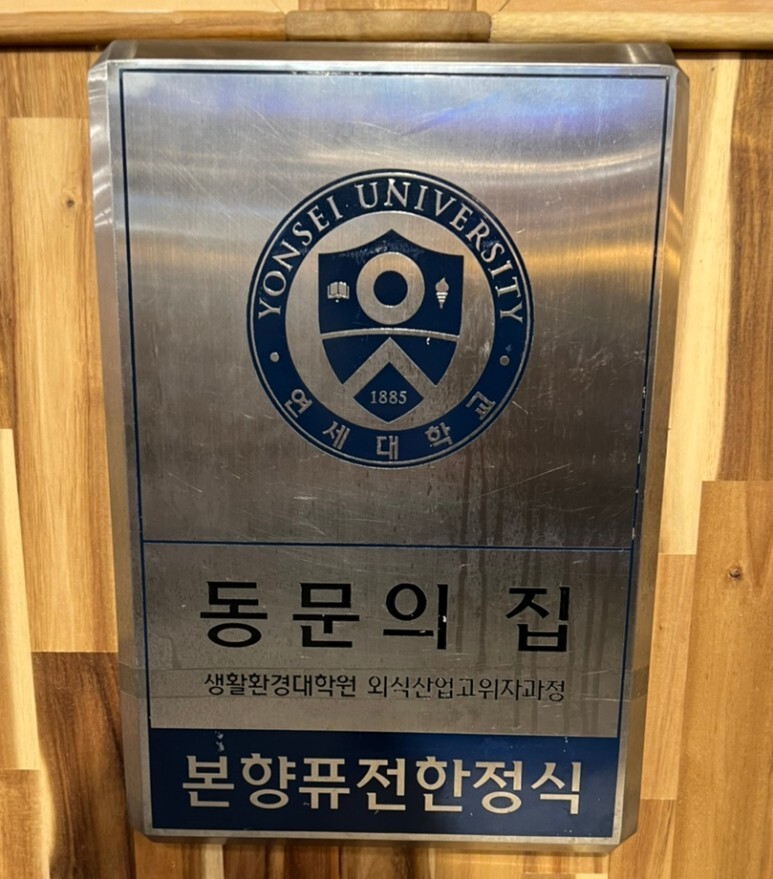 YONSEI UNIVERSITY
1885
연세대학교
동문의 집
생활환경대학원 외식산업고위자과정
본향퓨전한정식